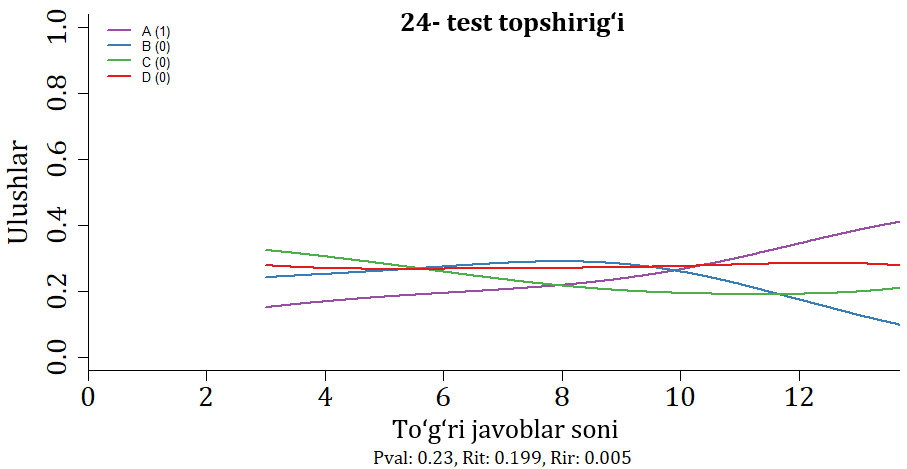 24- test topshirig‘i
A (1)
B (0)
C (0)
D (0)
Ulushlar
1.0
0.8
0.6
0.4
0.2
0.0
0 2 4 6 8 10 12
To‘g‘ri javoblar soni
Pval: 0.23, Rit: 0.199, Rir: 0.005